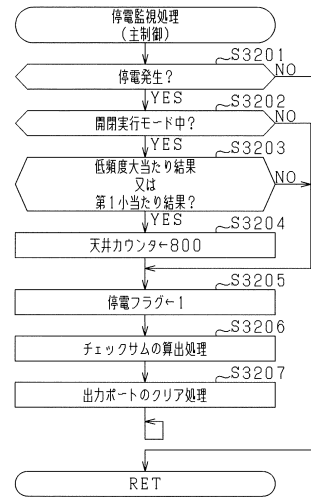 停電監視処理
(主制御)
S3201
停電発生?
NO
YES
S3202
開閉実行モード中?
NO
YES
S3203
低頻度大当たり結果
又は
第1小当たり結果?
NO
YES
S3204
天井カウンタ←800
S3205
停電フラグ←1
S3206
チェックサムの算出処理
S3207
出力ポートのクリア処理
RET